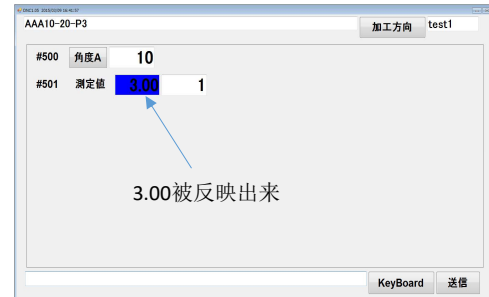 AAA10-20-P3 加工方向 test1
#500 角度A 10
#501 測定値 3.00 1
3.00被反映出来
KeyBoard 送信